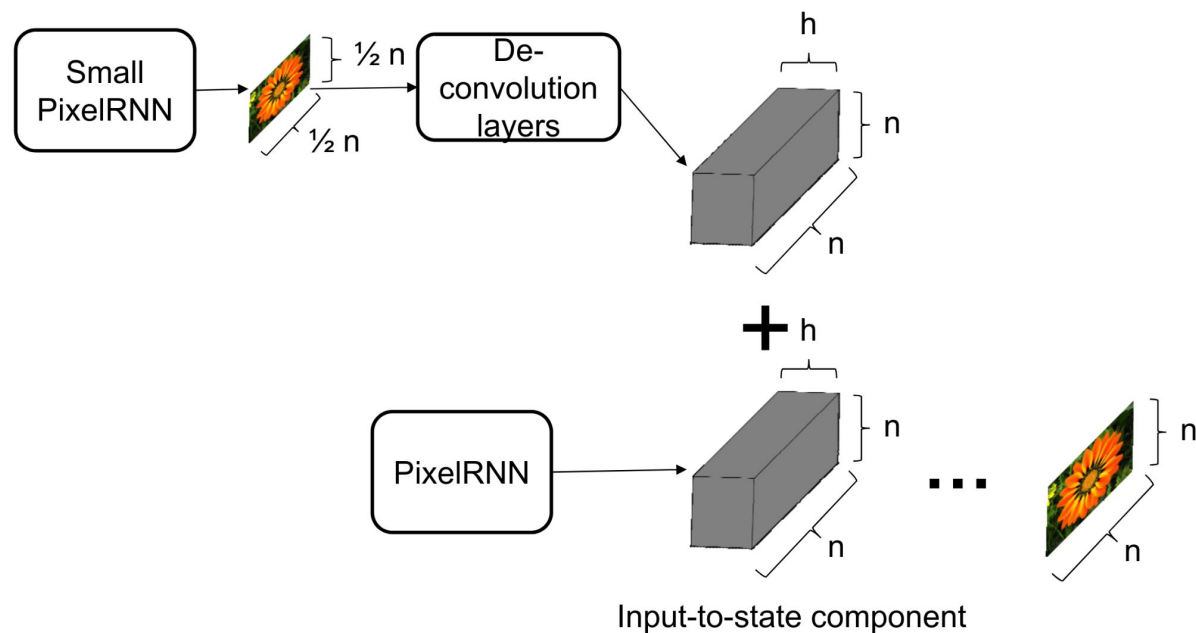 Small
PixelRNN
½ n
½ n
De-
convolution
layers
h
n
n
+
h
PixelRNN
n
n
...
n
n
Input-to-state component